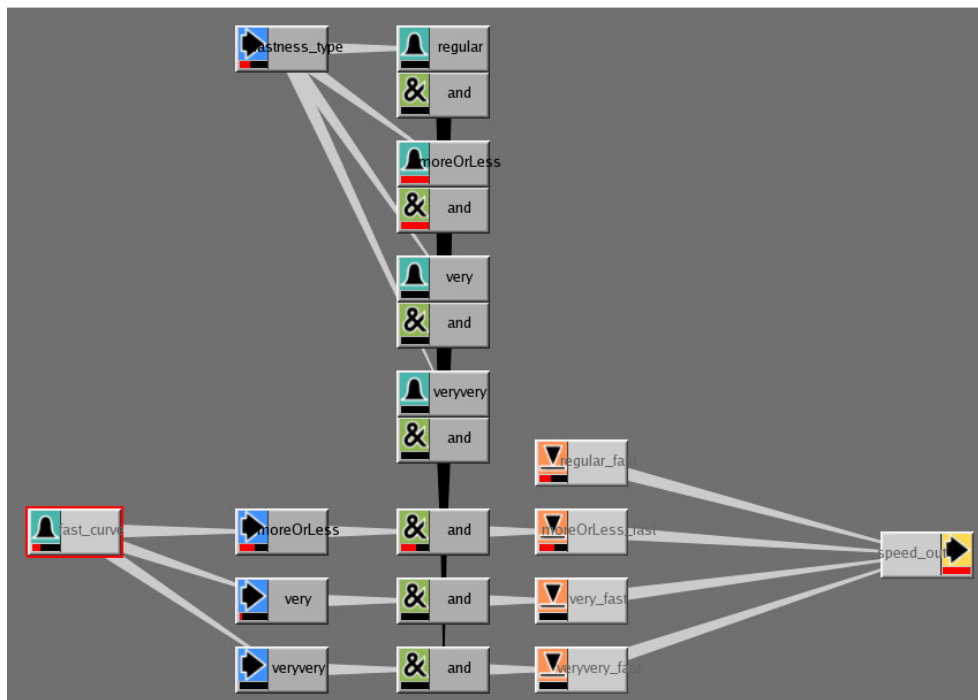 fastness_type
regular
and
moreOrLess
and
very
and
veryvery
and
regular_fast
fast_curve
moreOrLess
and
moreOrLess_fast
speed_out
very
and
very_fast
veryvery
and
veryvery_fast